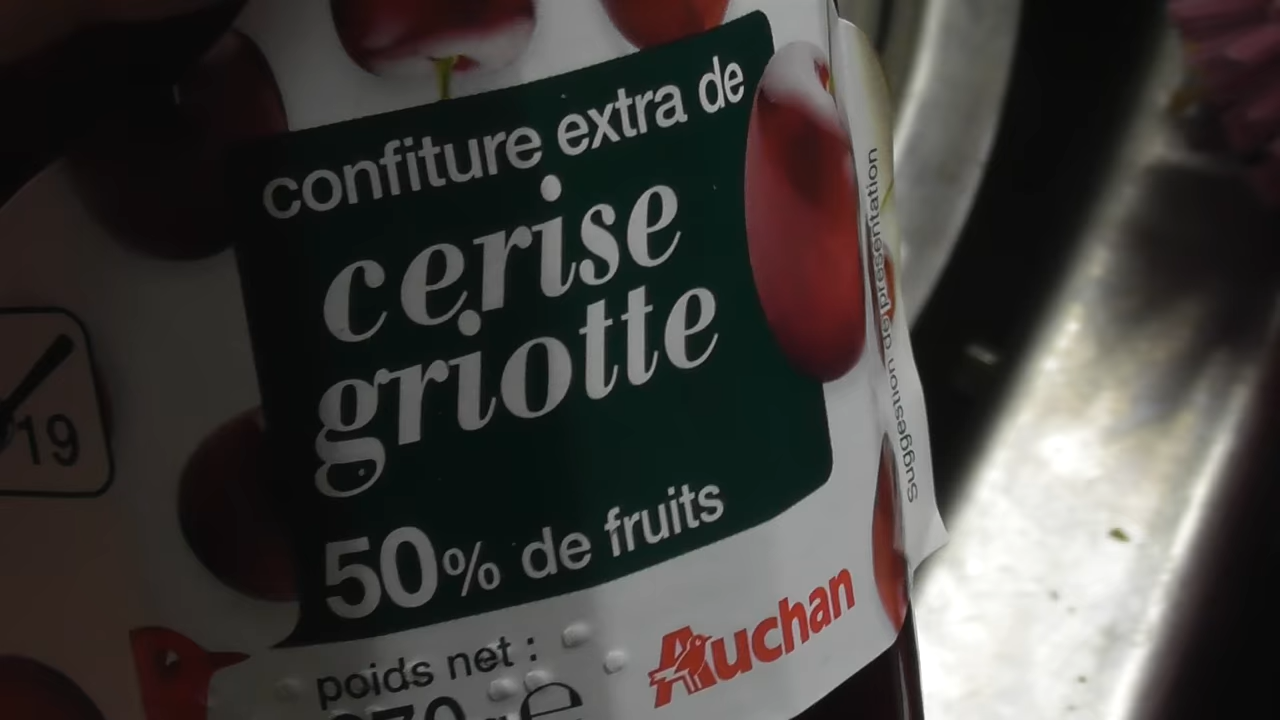 confiture extra de
cerise
griotte
50% de fruits
Auchan
poids net :
19
Suggestion de présentation